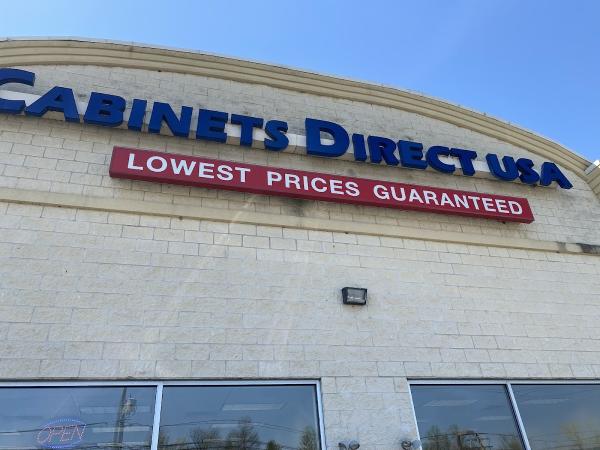 CABINETS DIRECT USA
LOWEST PRICES GUARANTEED
OPEN